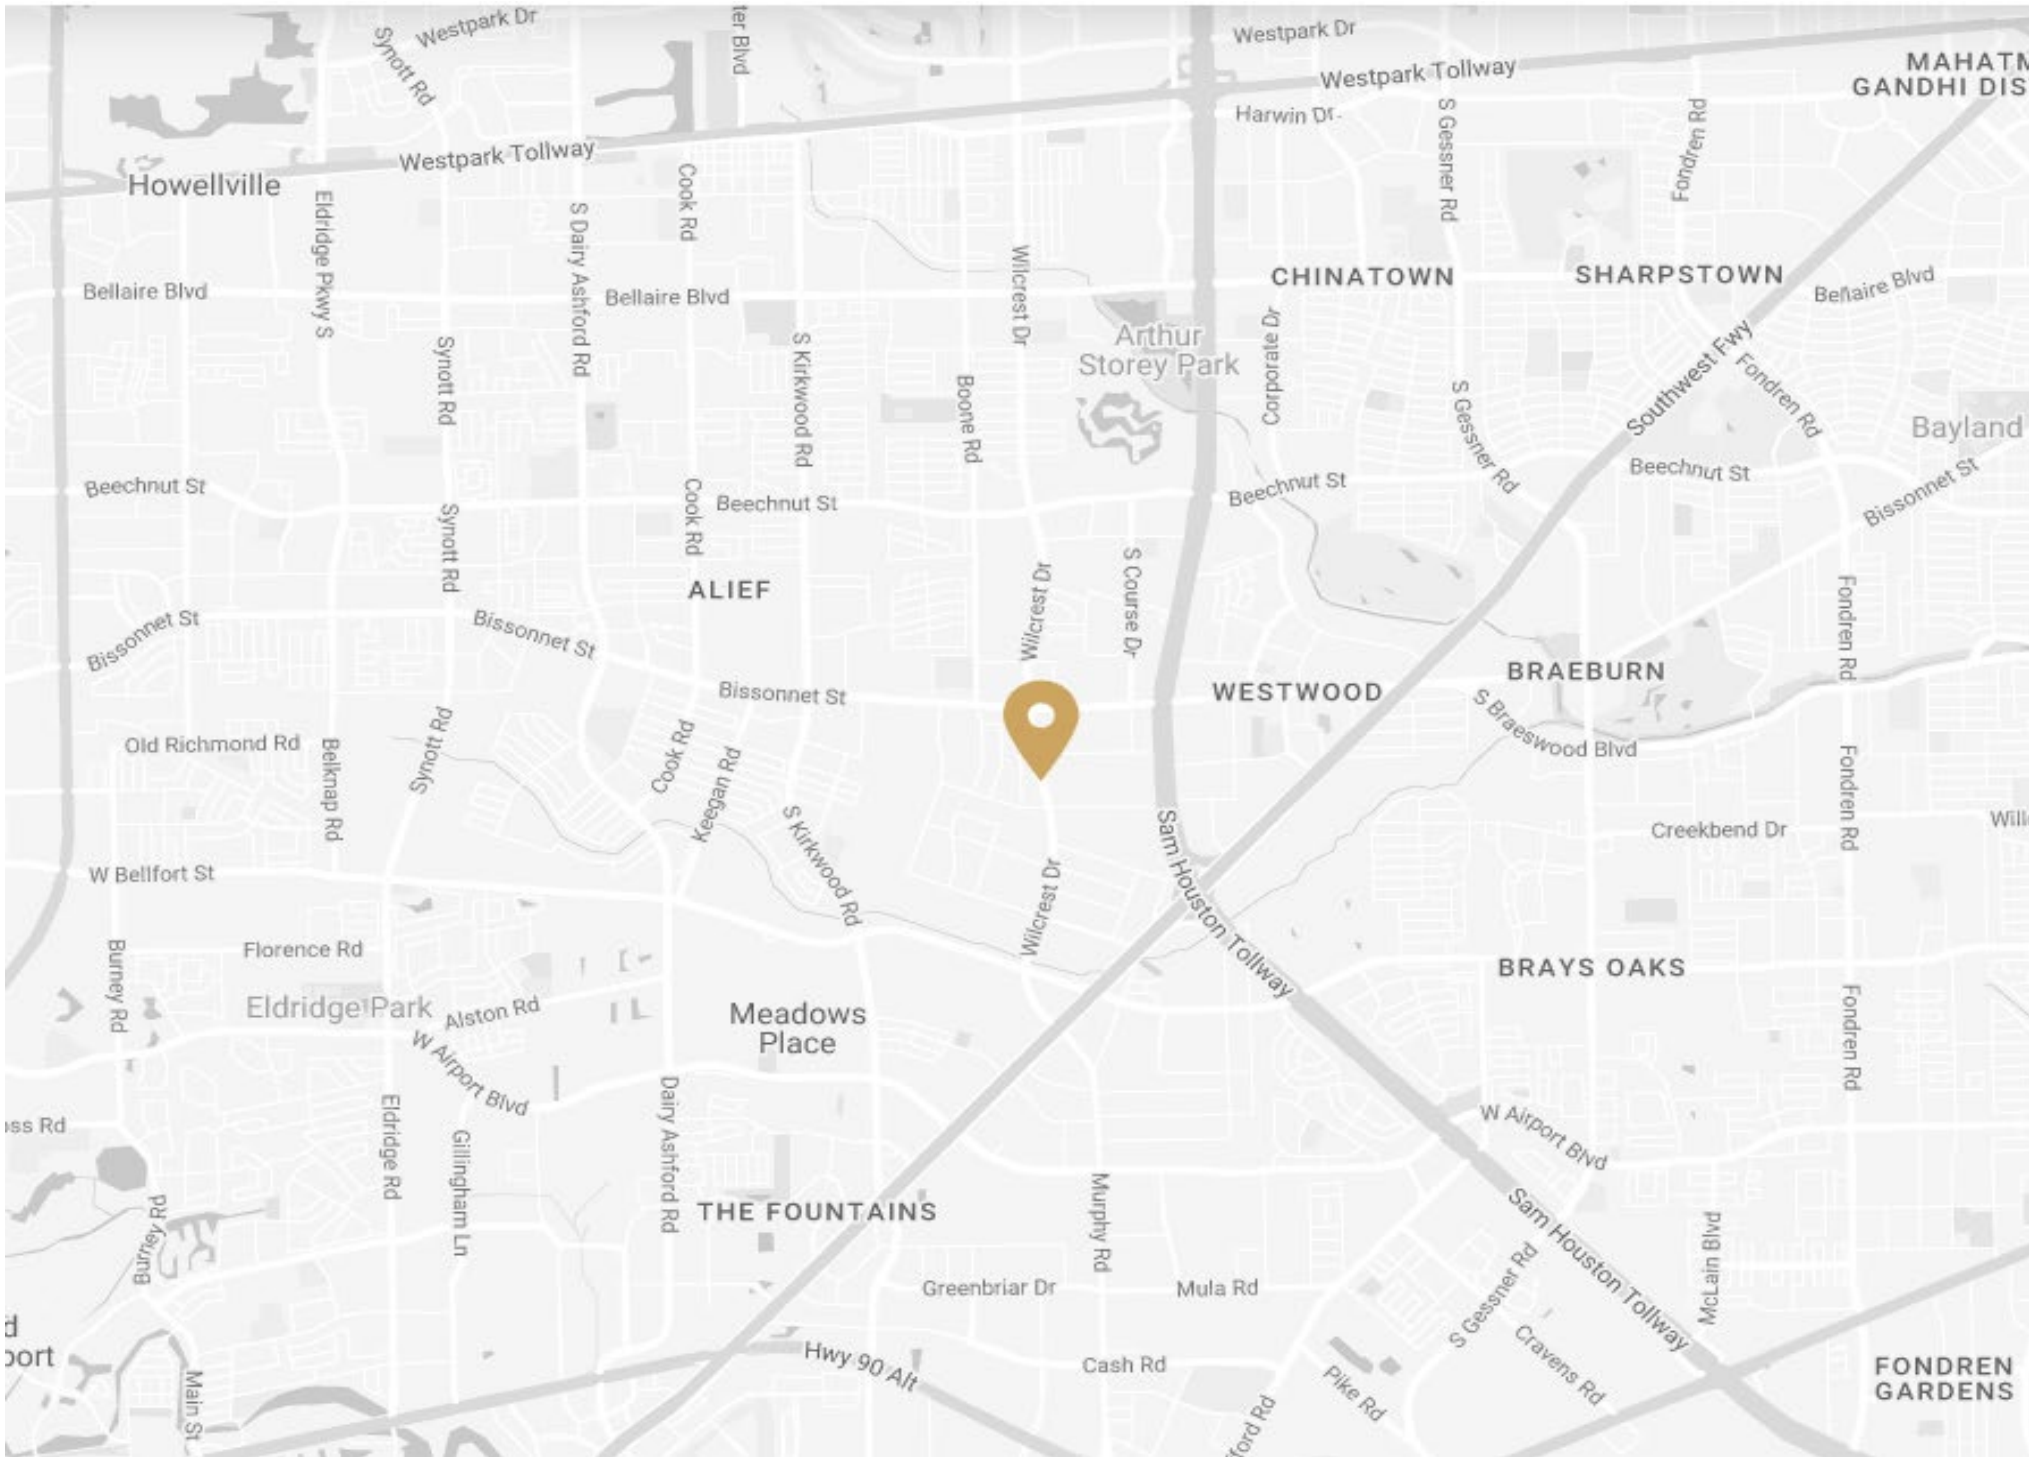 Westpark Dr
Synott Rd
ter Blvd
Westpark Dr
Westpark Tollway
MAHATM
GANDHI DIS
Harwin Dr
S Gessner Rd
Fondren Rd
Westpark Tollway
Howellville
Cook Rd
Eldridge Pkwy S
S Dairy Ashford Rd
Wilcrest Dr
CHINATOWN
SHARPSTOWN
Bellaire Blvd
Bellaire Blvd
Bellaire Blvd
Synott Rd
S Kirkwood Rd
Arthur
Storey Park
Corporate Dr
Southwest Fwy
Fondren Rd
Boone Rd
S Gessner Rd
Bayland
Beechnut St
Cook Rd
Beechnut St
Beechnut St
Beechnut St
Bissonnet St
Synott Rd
ALIEF
Wilcrest Dr
S Course Dr
Fondren Rd
Bissonnet St
Bissonnet St
Bissonnet St
WESTWOOD
BRAEBURN
S Braeswood Blvd
Old Richmond Rd
Belknap Rd
Synott Rd
Cook Rd
Keegan Rd
Fondren Rd
S Kirkwood Rd
Sam Houston Tollway
Creekbend Dr
Will
W Bellfort St
Wilcrest Dr
Burney Rd
Florence Rd
BRAYS OAKS
Eldridge Park
Alston Rd
Meadows
Place
Fondren Rd
W Airport Blvd
Dairy Ashford Rd
oss Rd
Eldridge Rd
Gillingham Ln
W Airport Blvd
Burney Rd
THE FOUNTAINS
Murphy Rd
Sam Houston Tollway
McLain Blvd
Greenbriar Dr
Mula Rd
S Gessner Rd
d
port
Hwy 90 Alt
Cash Rd
Cravens Rd
Main St
Pike Rd
FONDREN
GARDENS
fford Rd